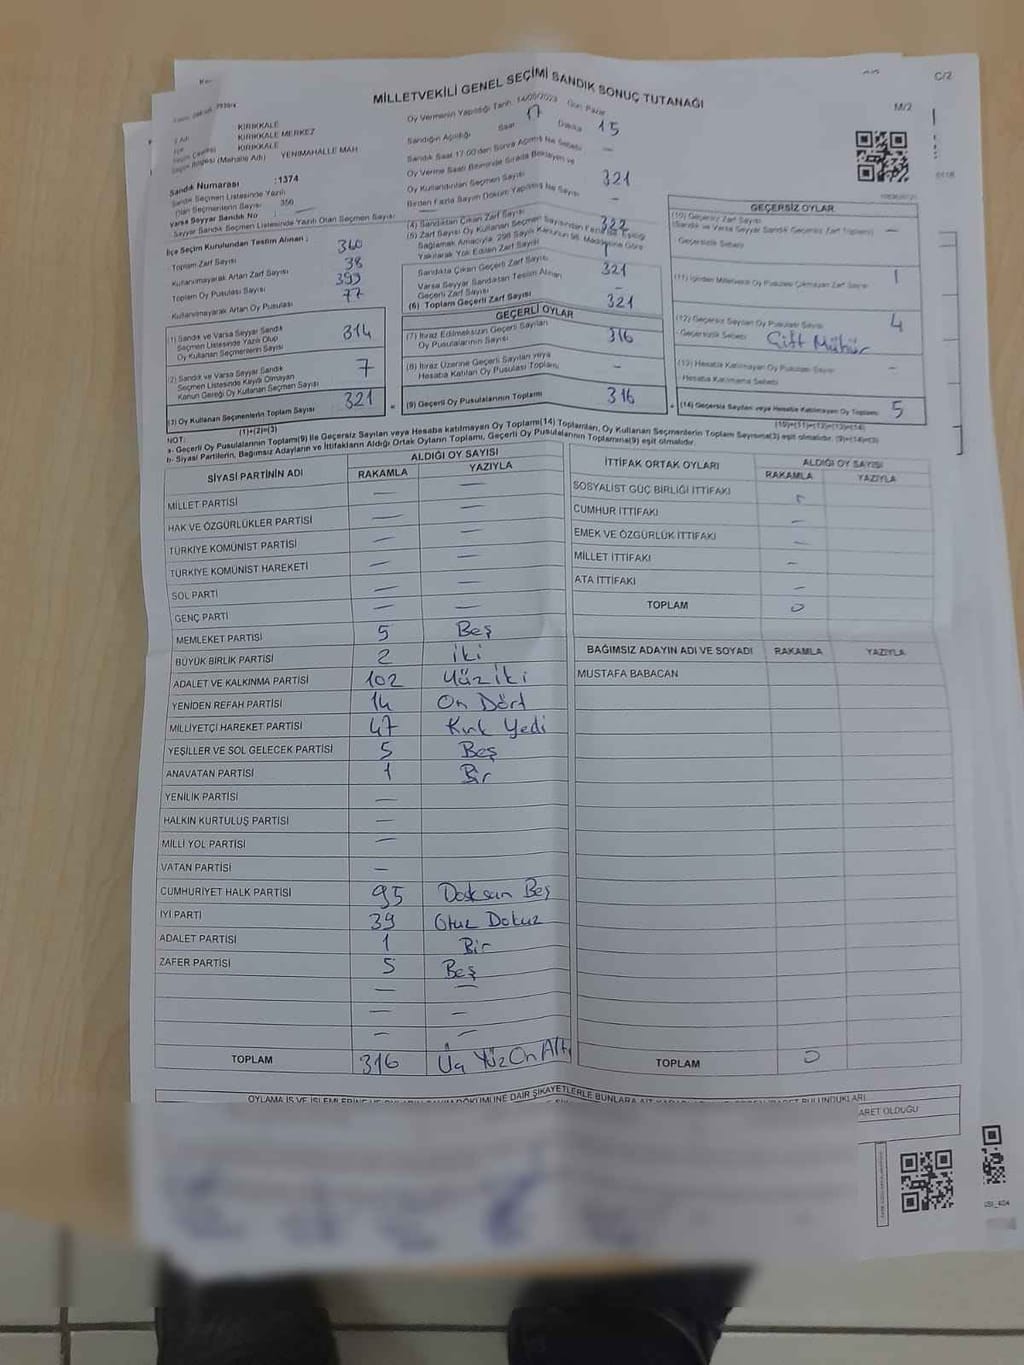 C/2
MİLLETVEKİLİ GENEL SEÇİMİ SANDIK SONUÇ TUTANAĞI
M/2
Oy Vermenin Yapıldığı Tarih: 14/05/2023 Gün Pazar
KIRIKKALE
KIRIKKALE MERKEZ
KIRIKKALE
Seçim Bölgesi (Mahalle Adı) YENİMAHALLE MAH.
Sandık Numarası :1374
Sandık Seçmen Listesinde Yazılı
Olan Seçmenlerin Sayısı 350
Varsa Seyyar Sandık No
Seyyar Sandık Seçmen Listesinde Yazılı Olan Seçmen Sayısı
İlçe Seçim Kurulundan Teslim Alınan :
Toplam Zarf Sayısı 360
Kullanılmayarak Artan Zarf Sayısı 38
Toplam Oy Pusulası Sayısı 399
Kullanılmayarak Artan Oy Pusulası 77
Sandığın Açıldığı Saat 17 Dakika 15
Sandık Saat 17:00'den Sonra Açılmış İse Sebebi —
Oy Verme Saati Bitiminde Sırada Bekleyen ve
Oy Kullandırılan Seçmen Sayısı 321
Birden Fazla Sayım Döküm Yapılmış İse Sayısı —
(4) Sandıktan Çıkan Zarf Sayısı 322
(5) Zarf Sayısı Oy Kullanan Seçmen Sayısından Fazla İse, Eşitliği
Sağlamak Amacıyla, 298 Sayılı Kanunun 98. Maddesine Göre
Yakılarak Yok Edilen Zarf Sayısı 1
Sandıkta Çıkan Geçerli Zarf Sayısı 321
Varsa Seyyar Sandıktan Teslim Alınan
Geçerli Zarf Sayısı —
(6) Toplam Geçerli Zarf Sayısı 321
(1) Sandık ve Varsa Seyyar Sandık
Seçmen Listesinde Yazılı Olup
Oy Kullanan Seçmenlerin Sayısı 314
(2) Sandık ve Varsa Seyyar Sandık
Seçmen Listesinde Kayıtlı Olmayan
Kanun Gereği Oy Kullanan Seçmen Sayısı 7
(3) Oy Kullanan Seçmenlerin Toplam Sayısı 321
(1)+(2)=(3)
GEÇERLİ OYLAR
(7) İtiraz Edilmeksizin Geçerli Sayılan
Oy Pusulalarının Sayısı 316
(8) İtiraz Üzerine Geçerli Sayılan veya
Hesaba Katılan Oy Pusulası Toplamı —
(9) Geçerli Oy Pusulalarının Toplamı 316
GEÇERSİZ OYLAR
(10) Geçersiz Zarf Sayısı —
(Sandık ve Varsa Seyyar Sandık Geçersiz Zarf Toplamı)
- Geçersizlik Sebebi
(11) İçinden Milletvekili Oy Pusulası Çıkmayan Zarf Sayısı 1
(12) Geçersiz Sayılan Oy Pusulası Sayısı 4
- Geçersizlik Sebebi Çift Mühür
(13) Hesaba Katılmayan Oy Pusulası Sayısı —
- Hesaba Katılmama Sebebi
(14) Geçersiz Sayılan veya Hesaba Katılmayan Oy Toplamı 5
(10)+(11)+(12)+(13)=(14)
NOT:
a- Geçerli Oy Pusulalarının Toplamı(9) ile Geçersiz Sayılan veya Hesaba katılmayan Oy Toplamı(14) Toplamları, Oy Kullanan Seçmenlerin Toplam Sayısına(3) eşit olmalıdır. (9)+(14)=(3)
b- Siyasi Partilerin, Bağımsız Adayların ve İttifakların Aldığı Ortak Oyların Toplamı, Geçerli Oy Pusulalarının Toplamına(9) eşit olmalıdır.
SİYASİ PARTİNİN ADI ALDIĞI OY SAYISI
RAKAMLA YAZIYLA
MİLLET PARTİSİ — —
HAK VE ÖZGÜRLÜKLER PARTİSİ — —
TÜRKİYE KOMÜNİST PARTİSİ — —
TÜRKİYE KOMÜNİST HAREKETİ — —
SOL PARTİ — —
GENÇ PARTİ — —
MEMLEKET PARTİSİ 5 Beş
BÜYÜK BİRLİK PARTİSİ 2 iki
ADALET VE KALKINMA PARTİSİ 102 Yüz iki
YENİDEN REFAH PARTİSİ 14 On Dört
MİLLİYETÇİ HAREKET PARTİSİ 47 Kırk Yedi
YEŞİLLER VE SOL GELECEK PARTİSİ 5 Beş
ANAVATAN PARTİSİ 1 Bir
YENİLİK PARTİSİ —
HALKIN KURTULUŞ PARTİSİ —
MİLLİ YOL PARTİSİ —
VATAN PARTİSİ —
CUMHURİYET HALK PARTİSİ 95 Doksan Beş
İYİ PARTİ 39 Otuz Dokuz
ADALET PARTİSİ 1 Bir
ZAFER PARTİSİ 5 Beş
— —
— —
— —
TOPLAM 316 Üç Yüz On Altı
İTTİFAK ORTAK OYLARI ALDIĞI OY SAYISI
RAKAMLA YAZIYLA
SOSYALİST GÜÇ BİRLİĞİ İTTİFAKI
CUMHUR İTTİFAKI —
EMEK VE ÖZGÜRLÜK İTTİFAKI —
MİLLET İTTİFAKI —
ATA İTTİFAKI —
TOPLAM 0
BAĞIMSIZ ADAYIN ADI VE SOYADI RAKAMLA YAZIYLA
MUSTAFA BABACAN
TOPLAM 0